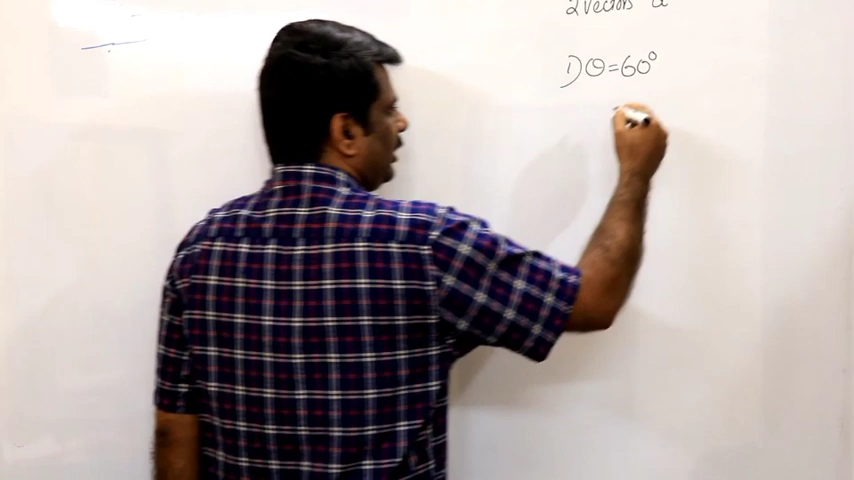 2 vectors a
1) θ = 60°